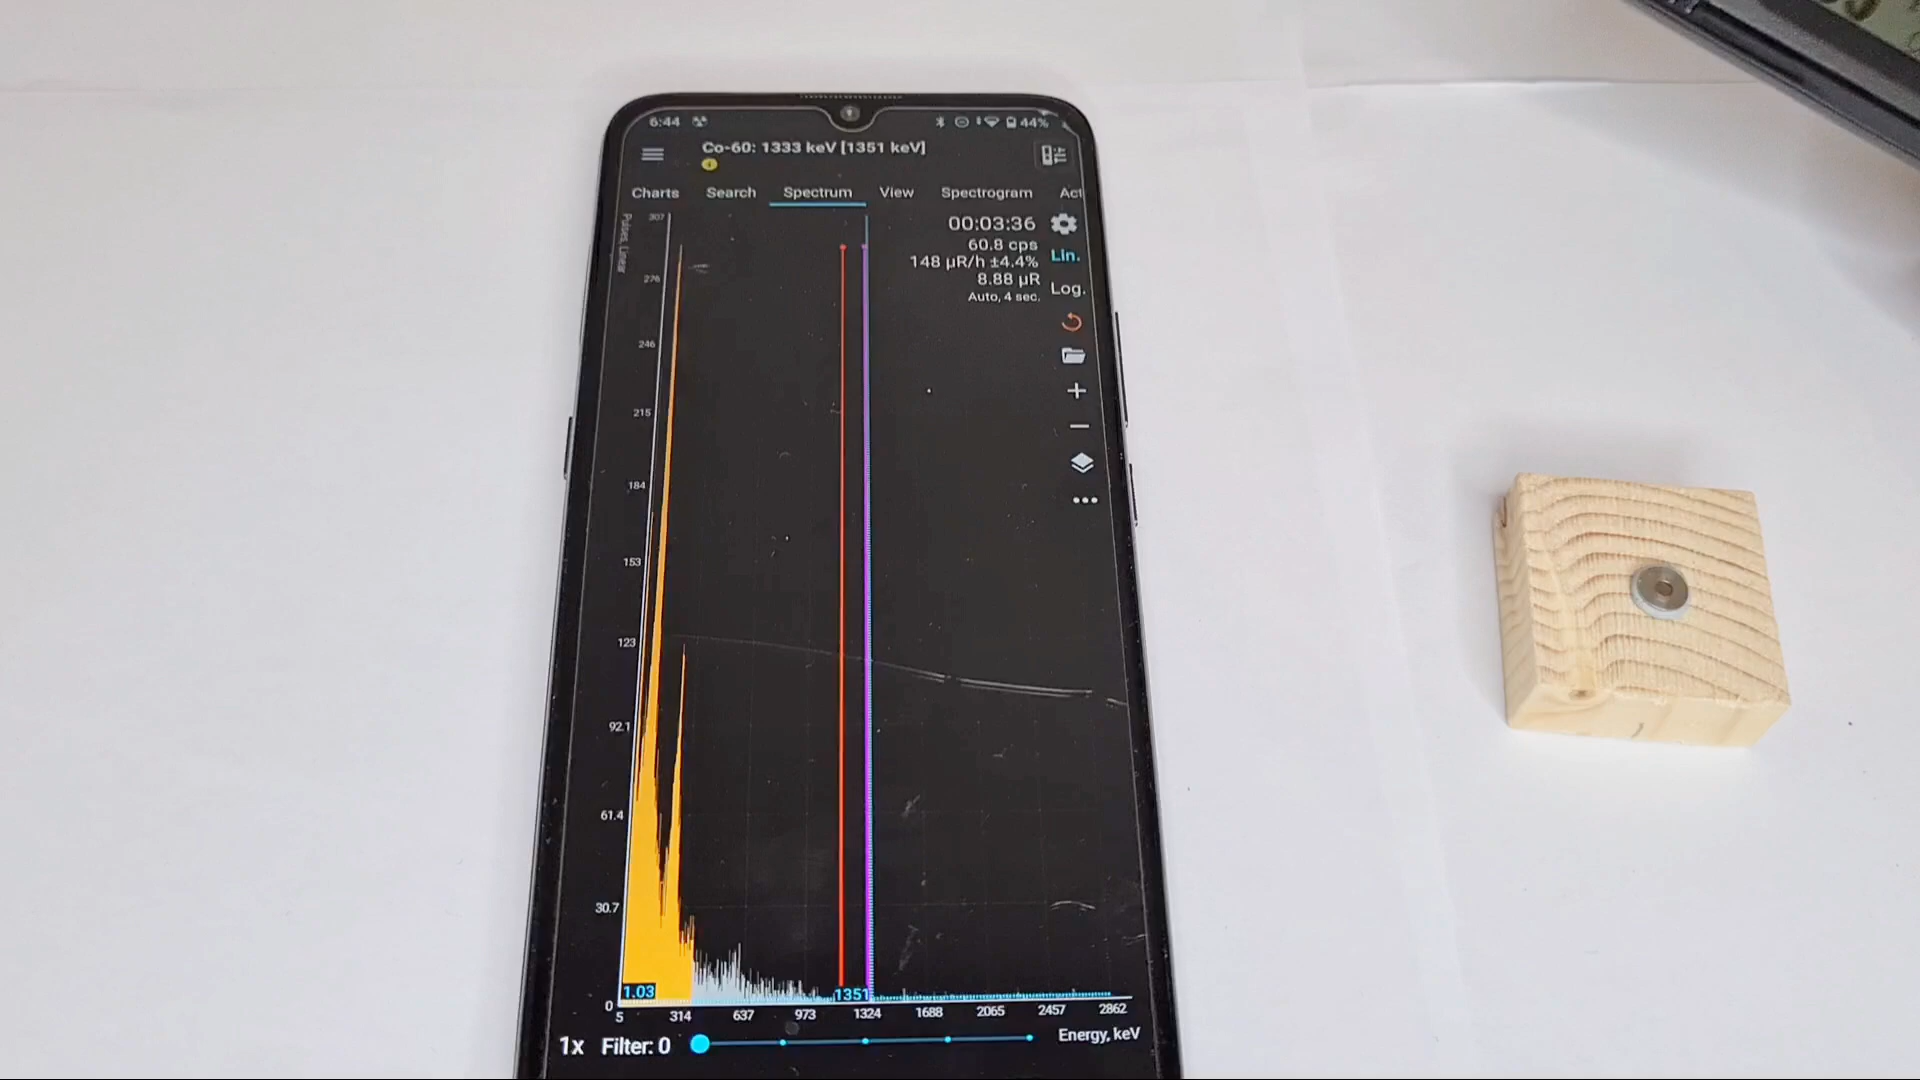 6:44 44%
Co-60: 1333 keV [1351 keV]
Charts Search Spectrum View Spectrogram Act
00:03:36
60.8 cps
148 µR/h ±4.4%
8.88 µR
Auto, 4 sec.
Lin.
Log.
Pulses, Linear
307
276
246
215
184
153
123
92.1
61.4
30.7
0
1.03 1351
5 314 637 973 1324 1688 2065 2457 2862
Energy, keV
1x Filter: 0